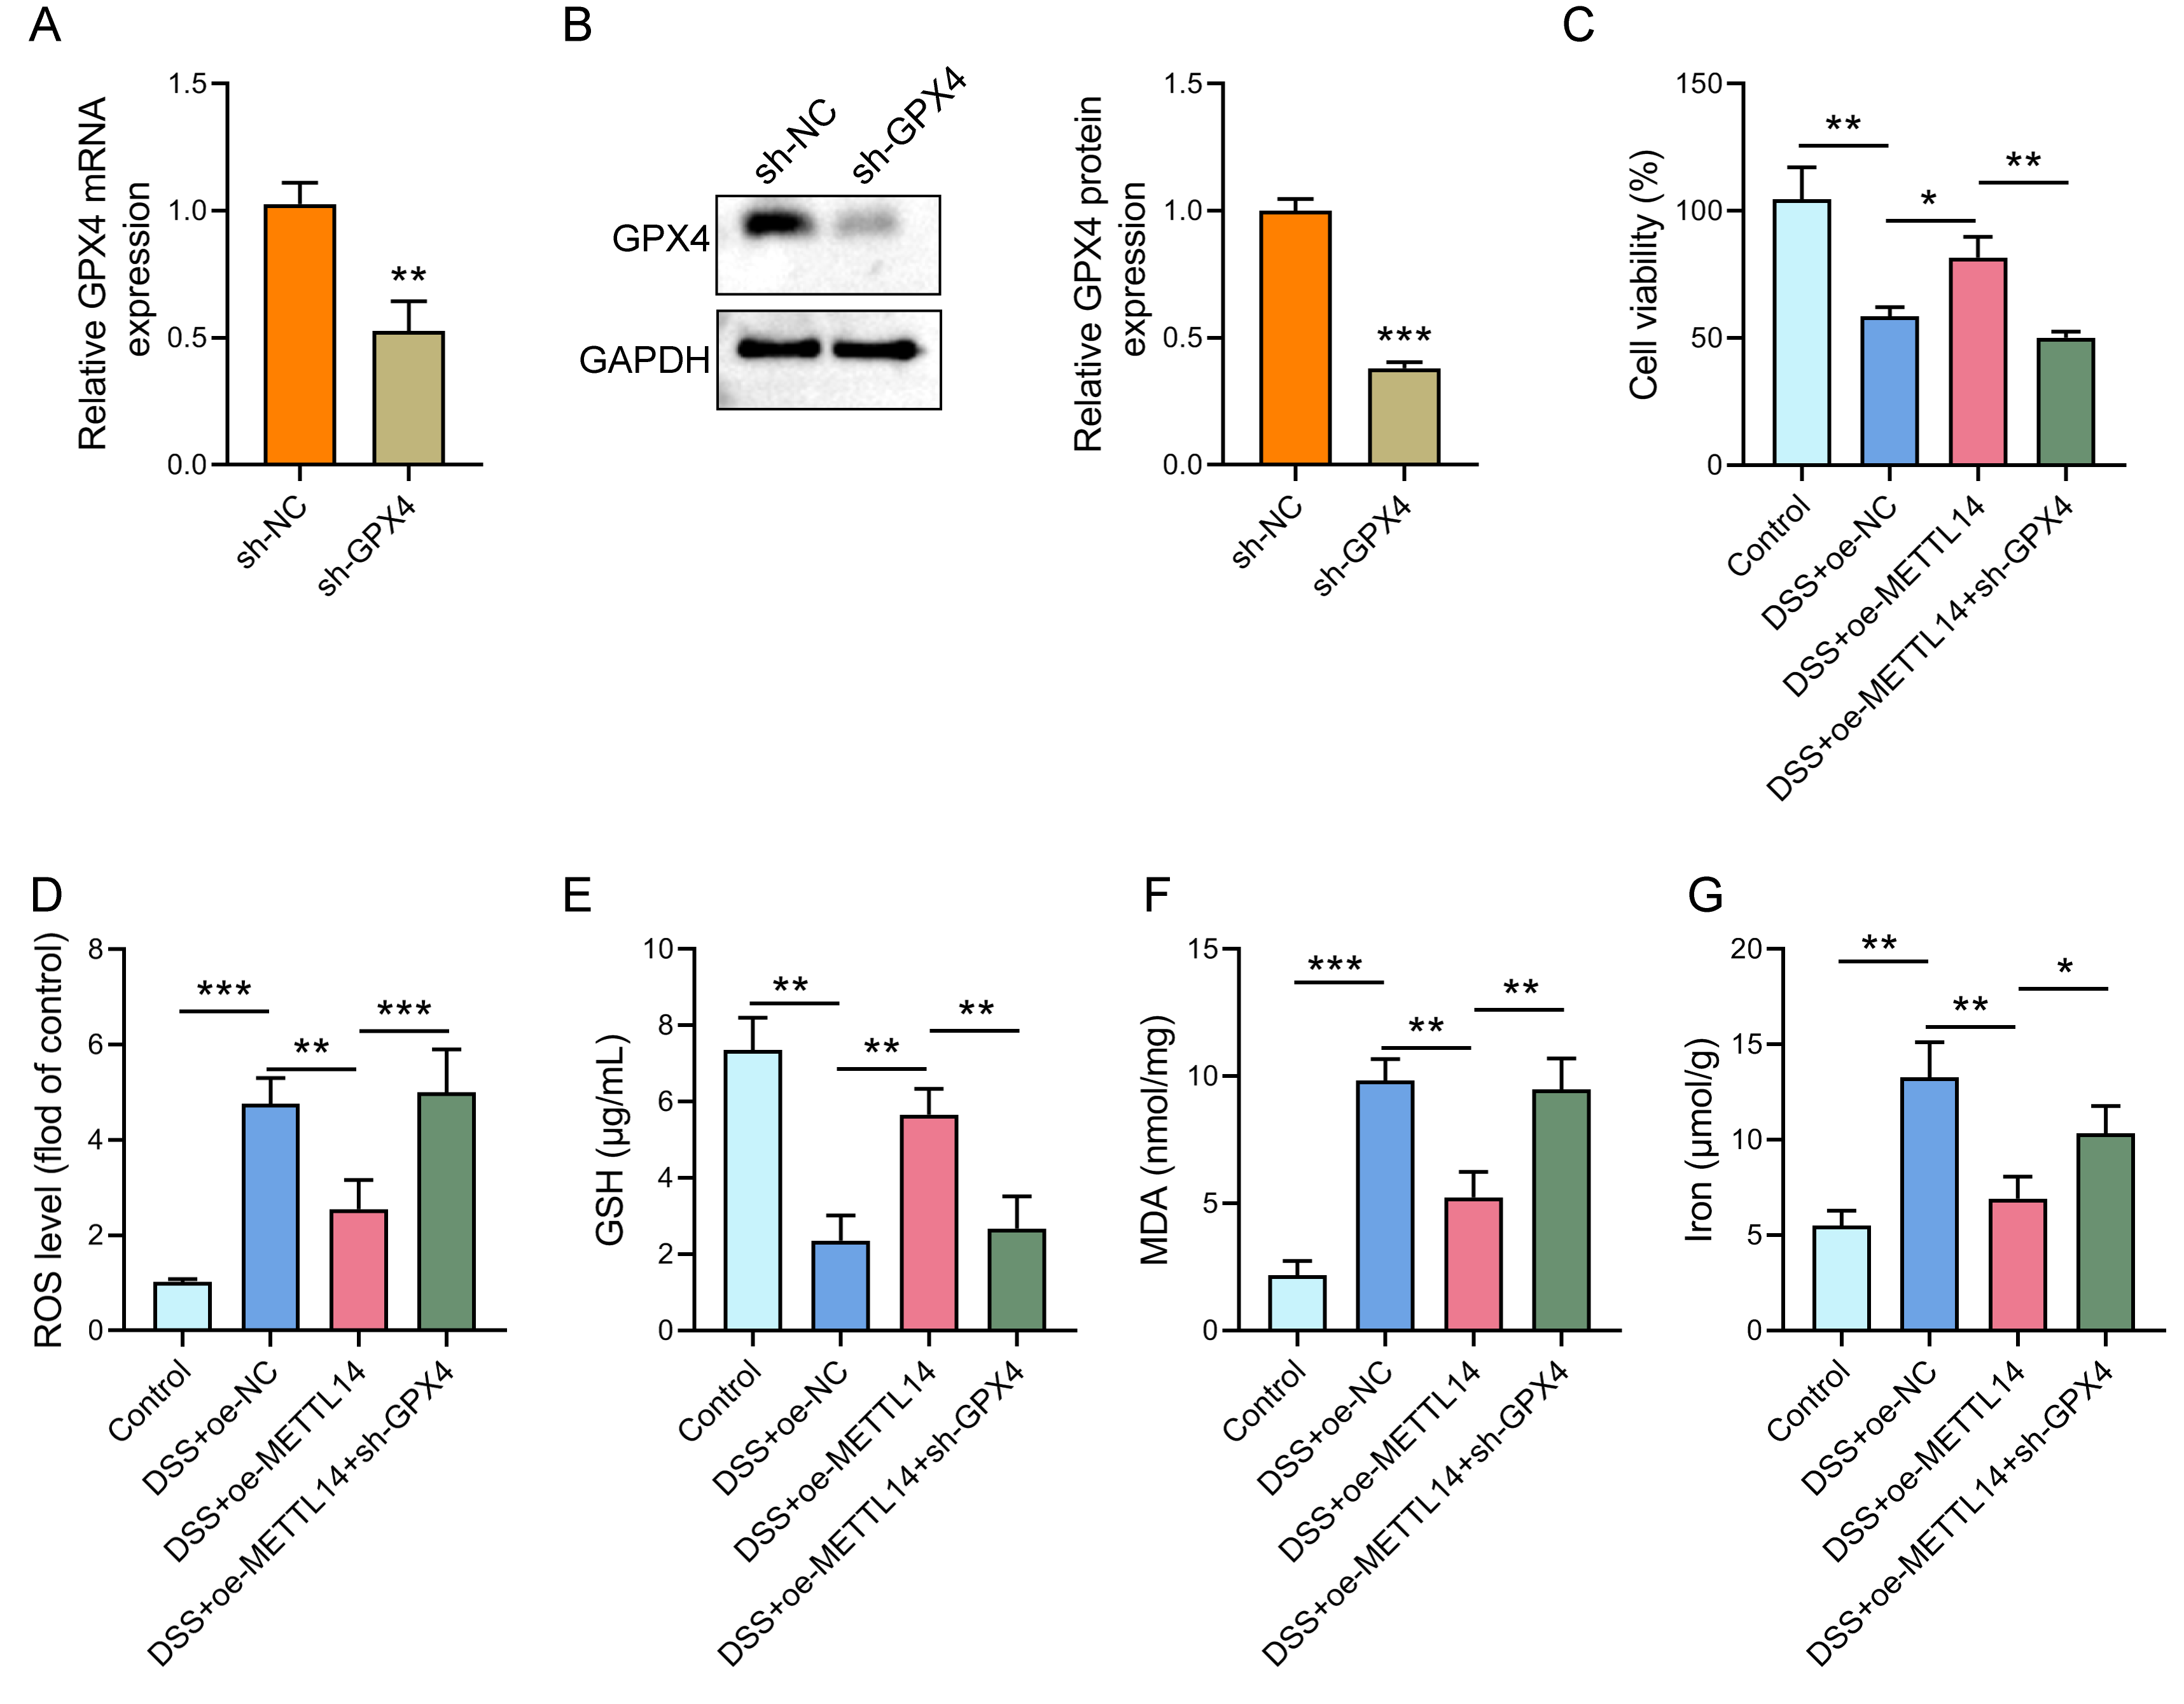 A
Relative GPX4 mRNA
expression
1.5
1.0
0.5
0.0
**
sh-NC
sh-GPX4
B
sh-NC
sh-GPX4
GPX4
GAPDH
Relative GPX4 protein
expression
1.5
1.0
0.5
0.0
***
sh-NC
sh-GPX4
C
Cell viability (%)
150
100
50
0
**
*
**
Control
DSS+oe-NC
DSS+oe-METTL14
DSS+oe-METTL14+sh-GPX4
D
ROS level (flod of control)
8
6
4
2
0
***
**
***
Control
DSS+oe-NC
DSS+oe-METTL14
DSS+oe-METTL14+sh-GPX4
E
GSH (μg/mL)
10
8
6
4
2
0
**
**
**
Control
DSS+oe-NC
DSS+oe-METTL14
DSS+oe-METTL14+sh-GPX4
F
MDA (nmol/mg)
15
10
5
0
***
**
**
Control
DSS+oe-NC
DSS+oe-METTL14
DSS+oe-METTL14+sh-GPX4
G
Iron (μmol/g)
20
15
10
5
0
**
**
*
Control
DSS+oe-NC
DSS+oe-METTL14
DSS+oe-METTL14+sh-GPX4